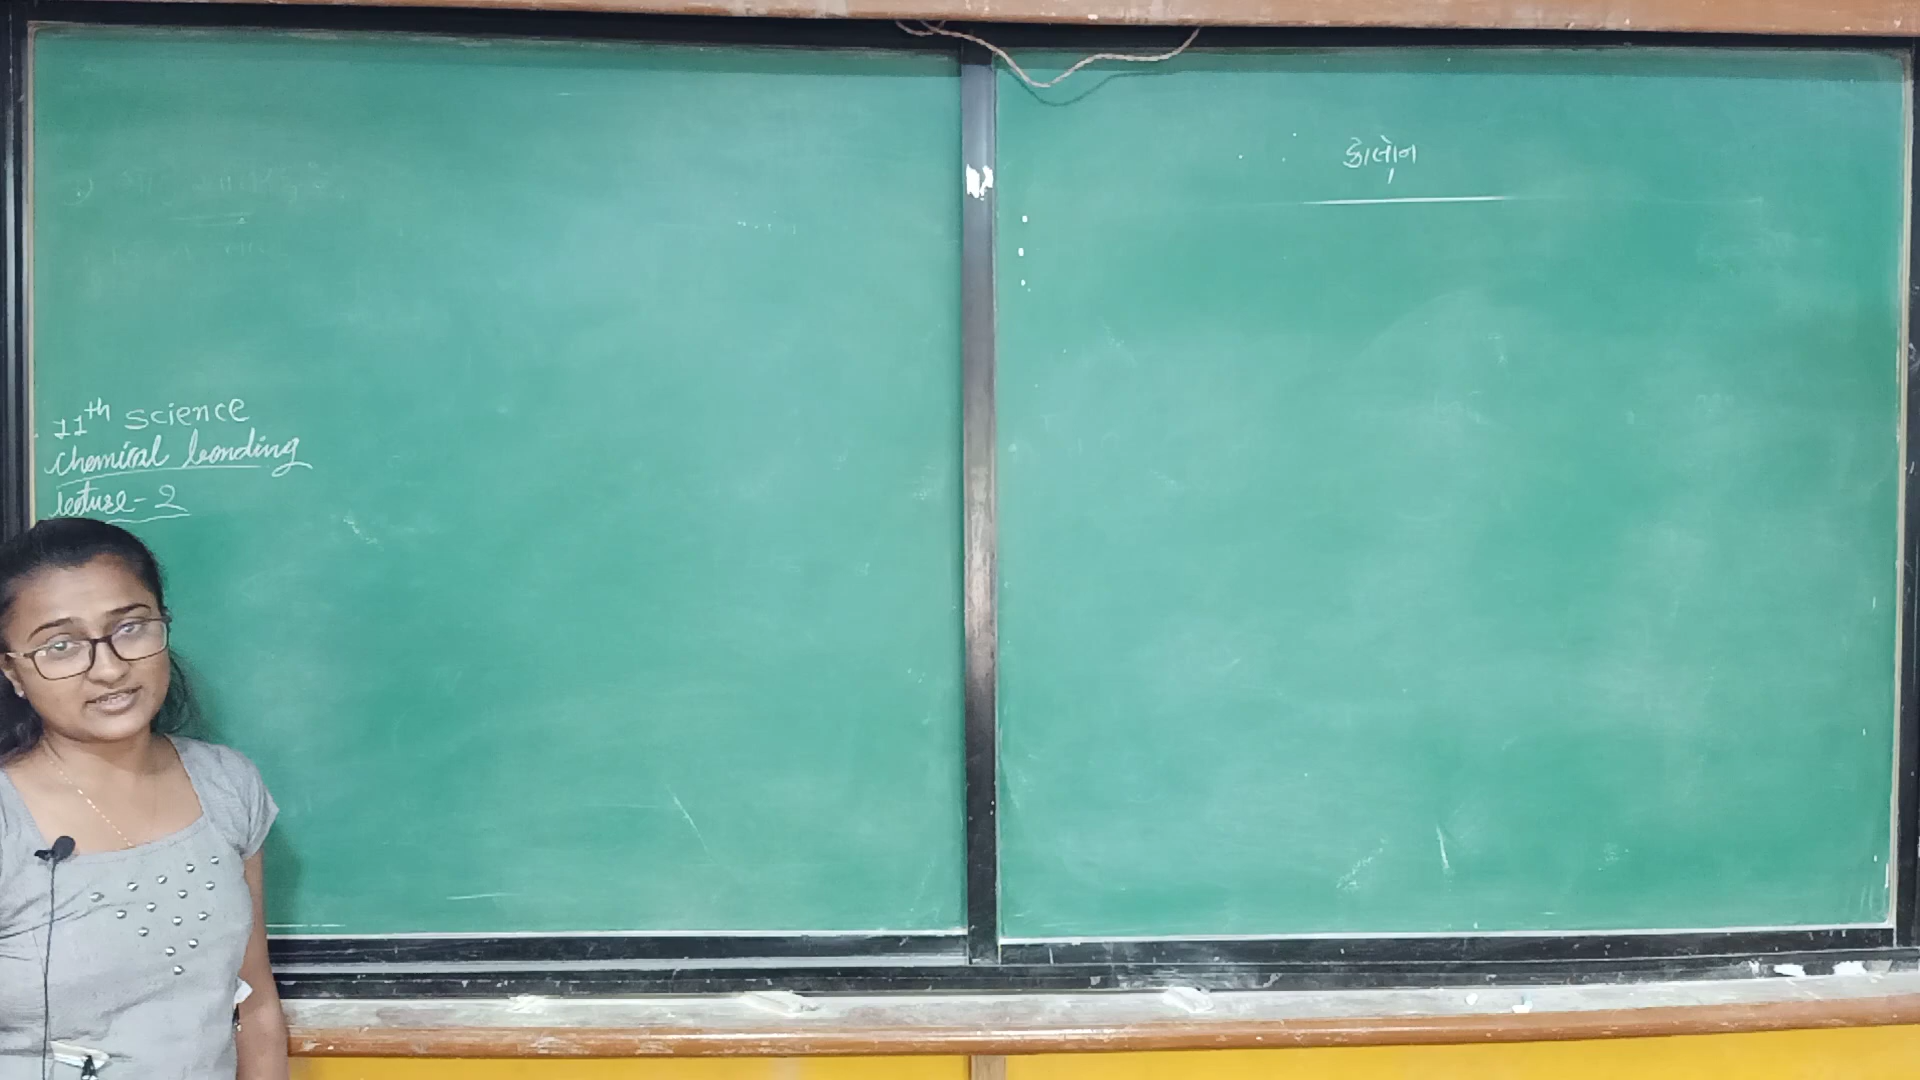 11th science
chemical bonding
lecture - 2